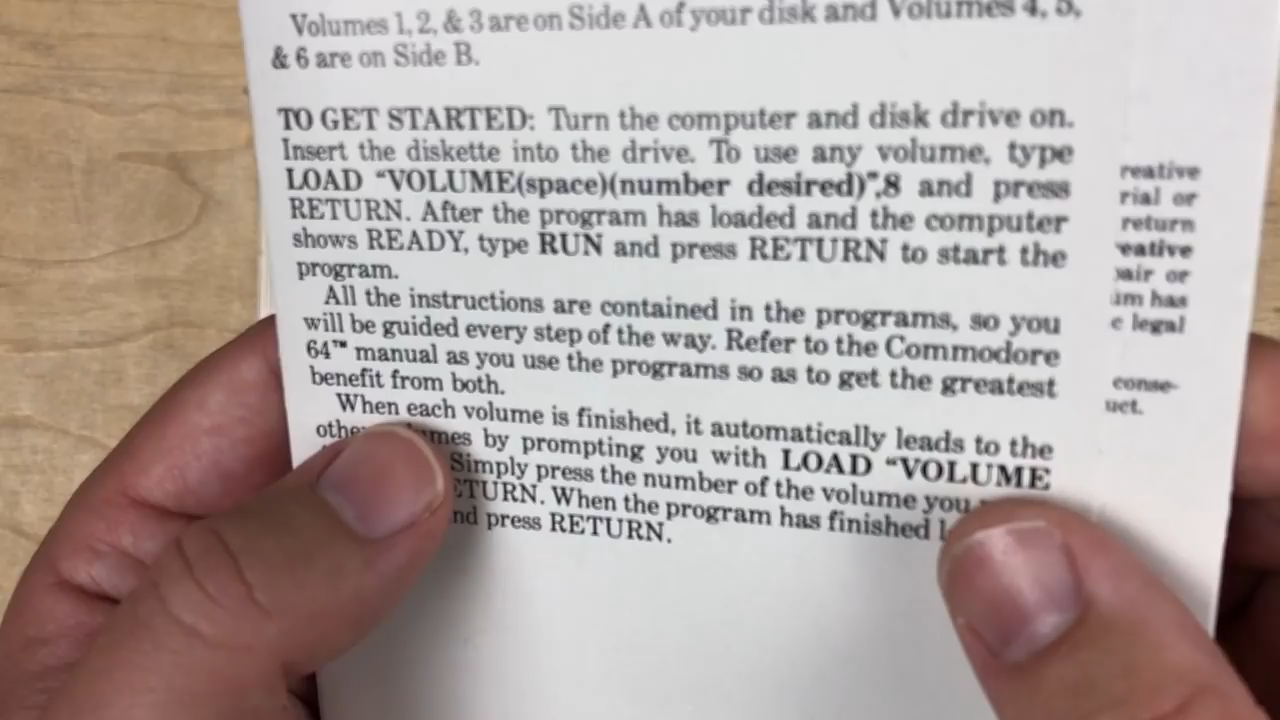 Volumes 1, 2, & 3 are on Side A of your disk and Volumes 4, 5,
& 6 are on Side B.
TO GET STARTED: Turn the computer and disk drive on.
Insert the diskette into the drive. To use any volume, type
LOAD “VOLUME(space)(number desired)”,8 and press
RETURN. After the program has loaded and the computer
shows READY, type RUN and press RETURN to start the
program.
All the instructions are contained in the programs, so you
will be guided every step of the way. Refer to the Commodore
64™ manual as you use the programs so as to get the greatest
benefit from both.
When each volume is finished, it automatically leads to the
by prompting you with LOAD “VOLUME
Simply press the number of the volume you
ETURN. When the program has finished
nd press RETURN.
reative
rial or
return
eative
air or
im has
e legal
conse-
uct.